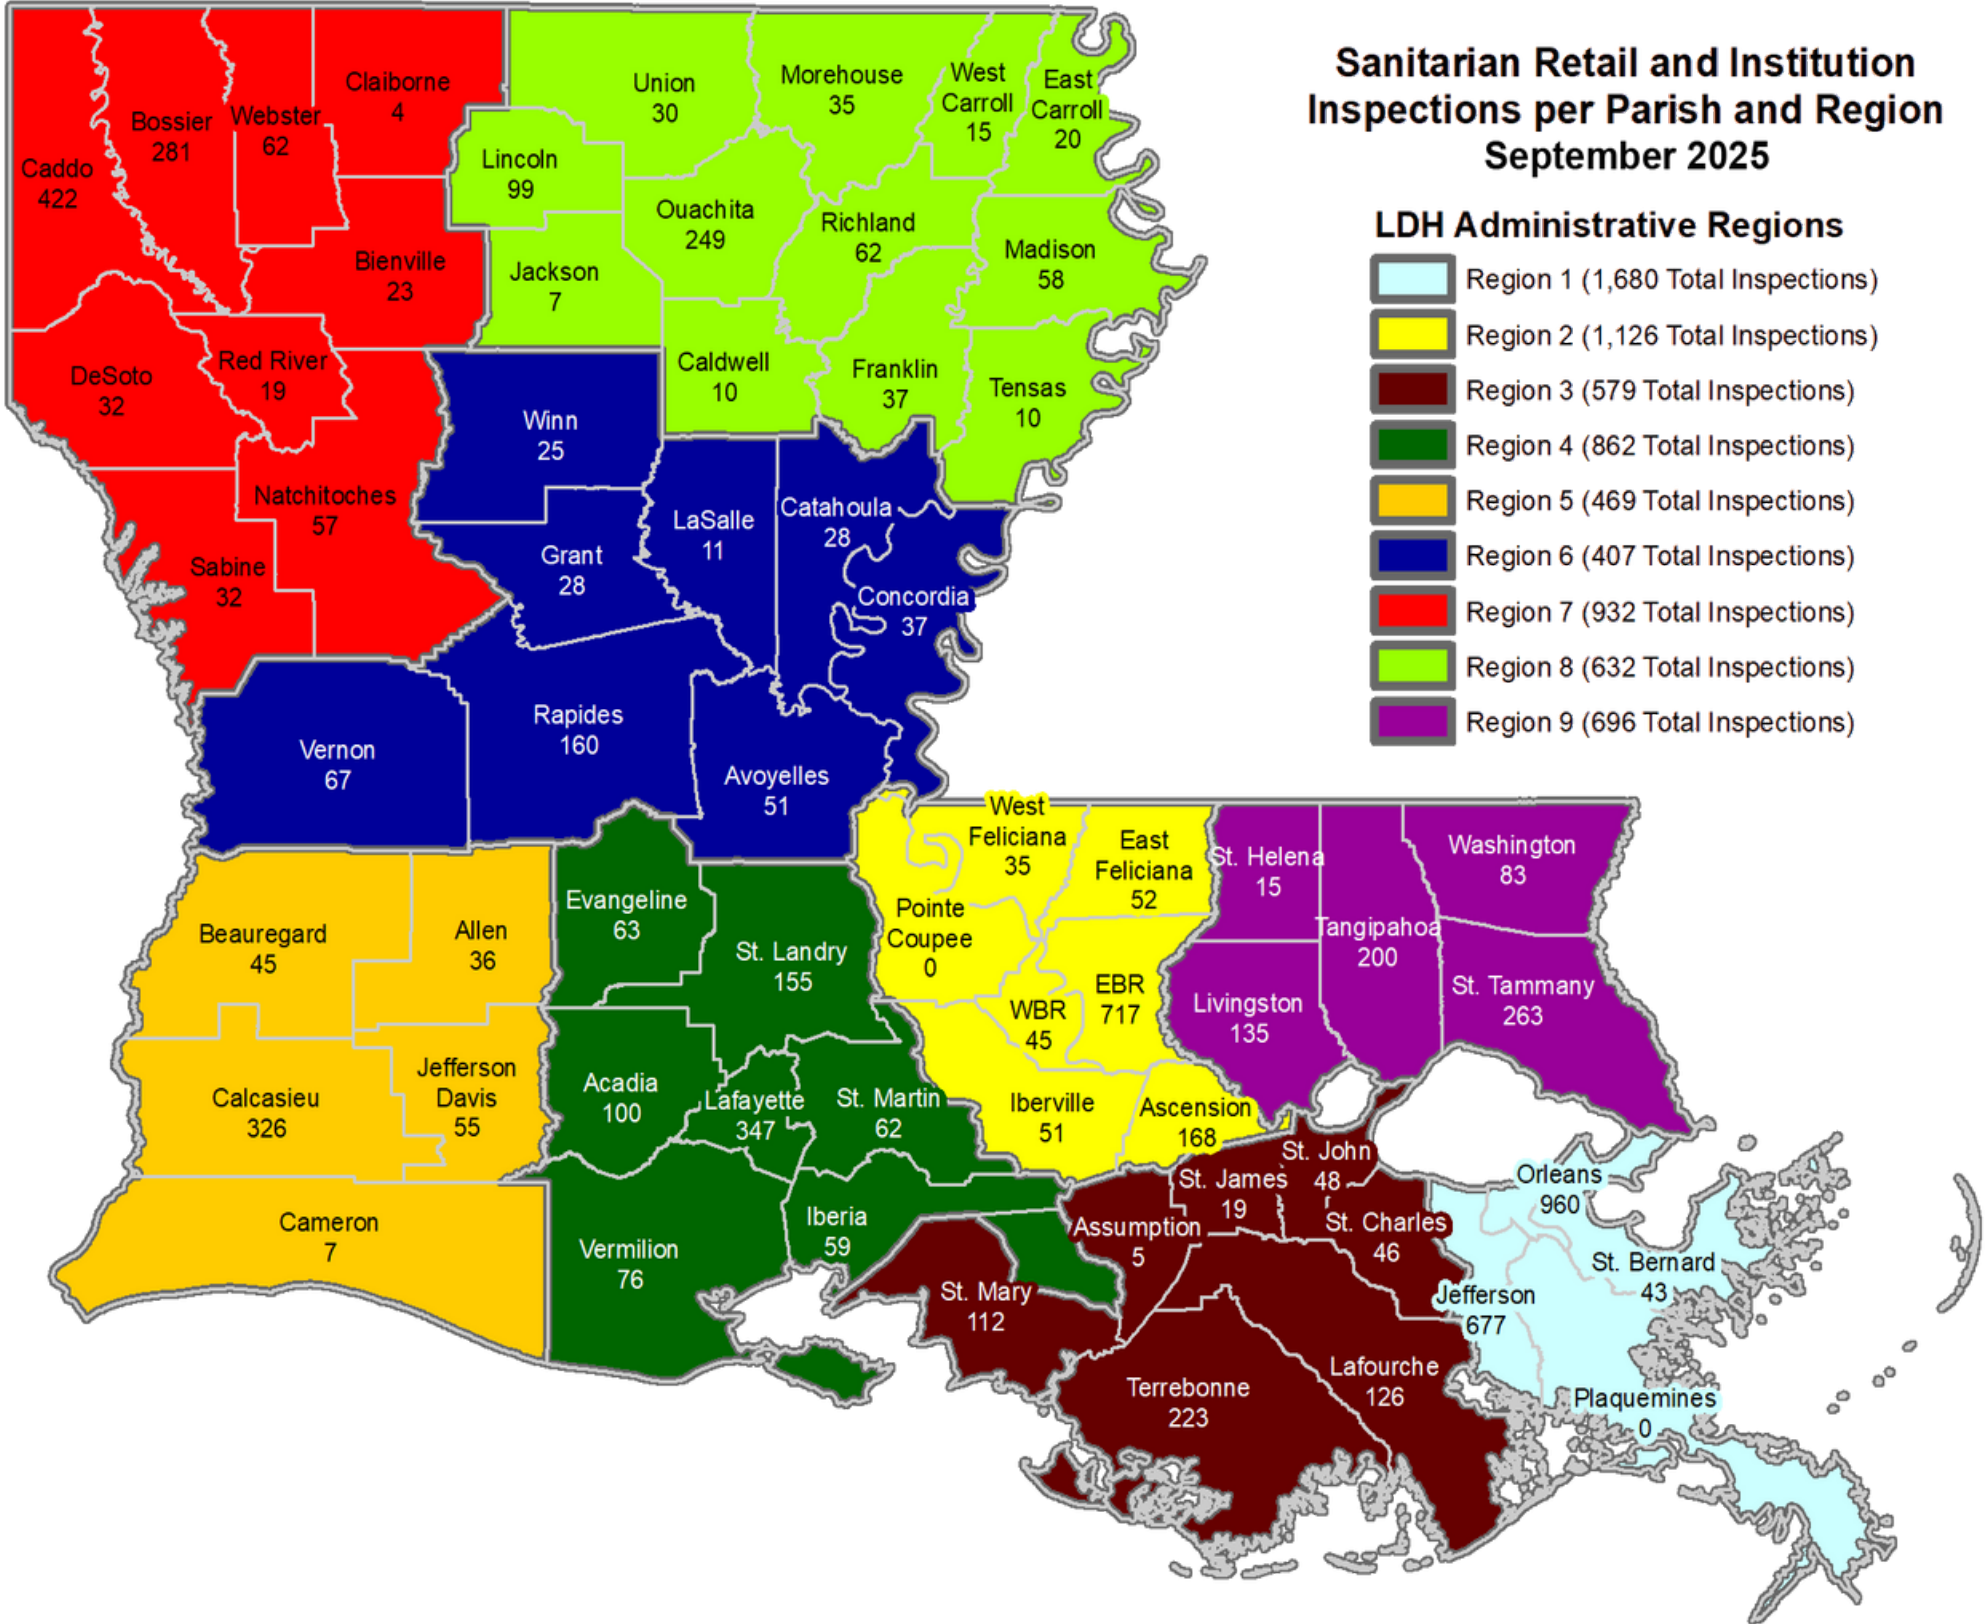 Sanitarian Retail and Institution
Inspections per Parish and Region
September 2025
LDH Administrative Regions
Region 1 (1,680 Total Inspections)
Region 2 (1,126 Total Inspections)
Region 3 (579 Total Inspections)
Region 4 (862 Total Inspections)
Region 5 (469 Total Inspections)
Region 6 (407 Total Inspections)
Region 7 (932 Total Inspections)
Region 8 (632 Total Inspections)
Region 9 (696 Total Inspections)
Caddo
422
Bossier
281
Webster
62
Claiborne
4
Bienville
23
DeSoto
32
Red River
19
Natchitoches
57
Sabine
32
Union
30
Morehouse
35
West
Carroll
15
East
Carroll
20
Lincoln
99
Ouachita
249
Richland
62
Madison
58
Jackson
7
Caldwell
10
Franklin
37
Tensas
10
Winn
25
Grant
28
LaSalle
11
Catahoula
28
Concordia
37
Vernon
67
Rapides
160
Avoyelles
51
Beauregard
45
Allen
36
Calcasieu
326
Jefferson
Davis
55
Cameron
7
Evangeline
63
St. Landry
155
Acadia
100
Lafayette
347
St. Martin
62
Vermilion
76
Iberia
59
West
Feliciana
35
East
Feliciana
52
Pointe
Coupee
0
WBR
45
EBR
717
Iberville
51
Ascension
168
St. Helena
15
Tangipahoa
200
Washington
83
Livingston
135
St. Tammany
263
St. John
48
St. James
19
St. Charles
46
Assumption
5
St. Mary
112
Terrebonne
223
Lafourche
126
Orleans
960
St. Bernard
43
Jefferson
677
Plaquemines
0